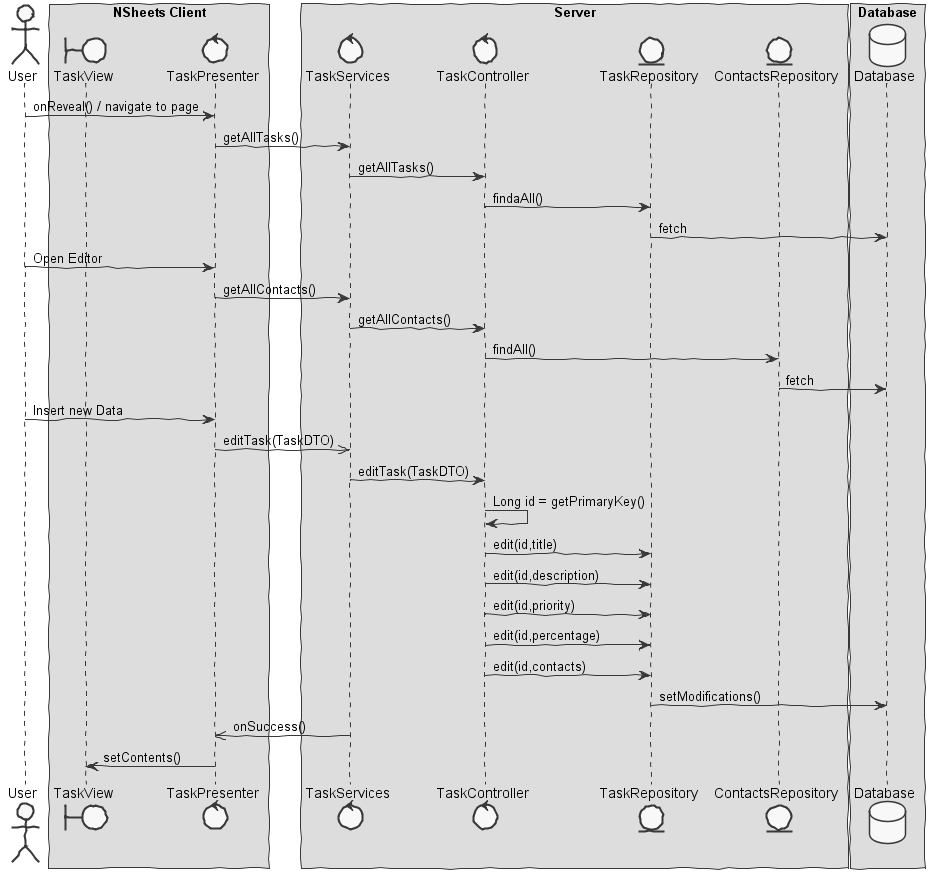 NSheets Client
Server
Database
User
TaskView
TaskPresenter
TaskServices
TaskController
TaskRepository
ContactsRepository
Database
onReveal() / navigate to page
getAllTasks()
getAllTasks()
findaAll()
fetch
Open Editor
getAllContacts()
getAllContacts()
findAll()
fetch
Insert new Data
editTask(TaskDTO)
editTask(TaskDTO)
Long id = getPrimaryKey()
edit(id,title)
edit(id,description)
edit(id,priority)
edit(id,percentage)
edit(id,contacts)
setModifications()
onSuccess()
setContents()
User
TaskView
TaskPresenter
TaskServices
TaskController
TaskRepository
ContactsRepository
Database